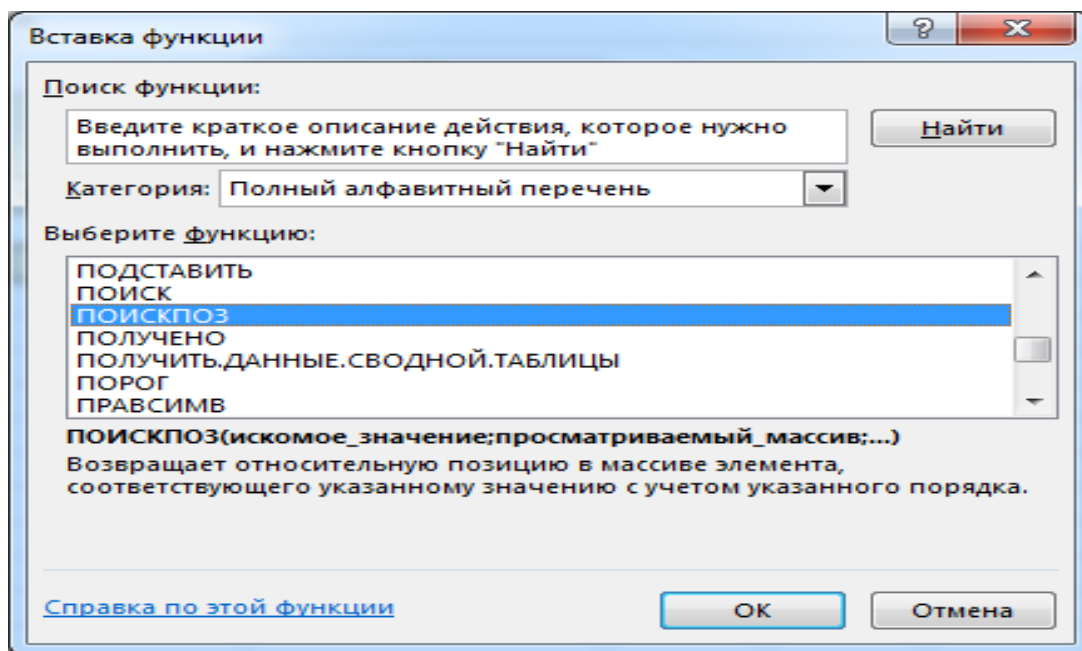 Вставка функции
Поиск функции:
Введите краткое описание действия, которое нужно
выполнить, и нажмите кнопку "Найти"
Найти
Категория: Полный алфавитный перечень
Выберите функцию:
ПОДСТАВИТЬ
ПОИСК
ПОИСКПОЗ
ПОЛУЧЕНО
ПОЛУЧИТЬ.ДАННЫЕ.СВОДНОЙ.ТАБЛИЦЫ
ПОРОГ
ПРАВСИМВ
ПОИСКПОЗ(искомое_значение;просматриваемый_массив;...)
Возвращает относительную позицию в массиве элемента,
соответствующего указанному значению с учетом указанного порядка.
Справка по этой функции
ОК
Отмена